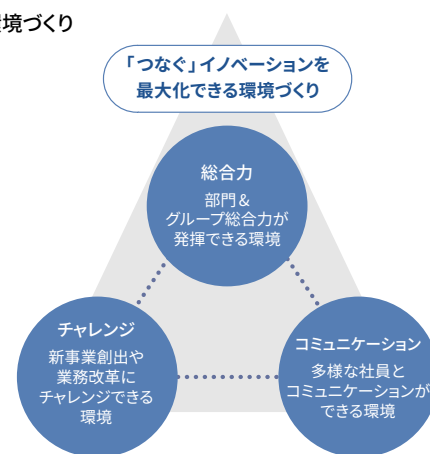 境づくり
「つなぐ」イノベーションを
最大化できる環境づくり
総合力
部門＆
グループ総合力が
発揮できる環境
チャレンジ
新事業創出や
業務改革に
チャレンジできる
環境
コミュニケーション
多様な社員と
コミュニケーションが
できる環境